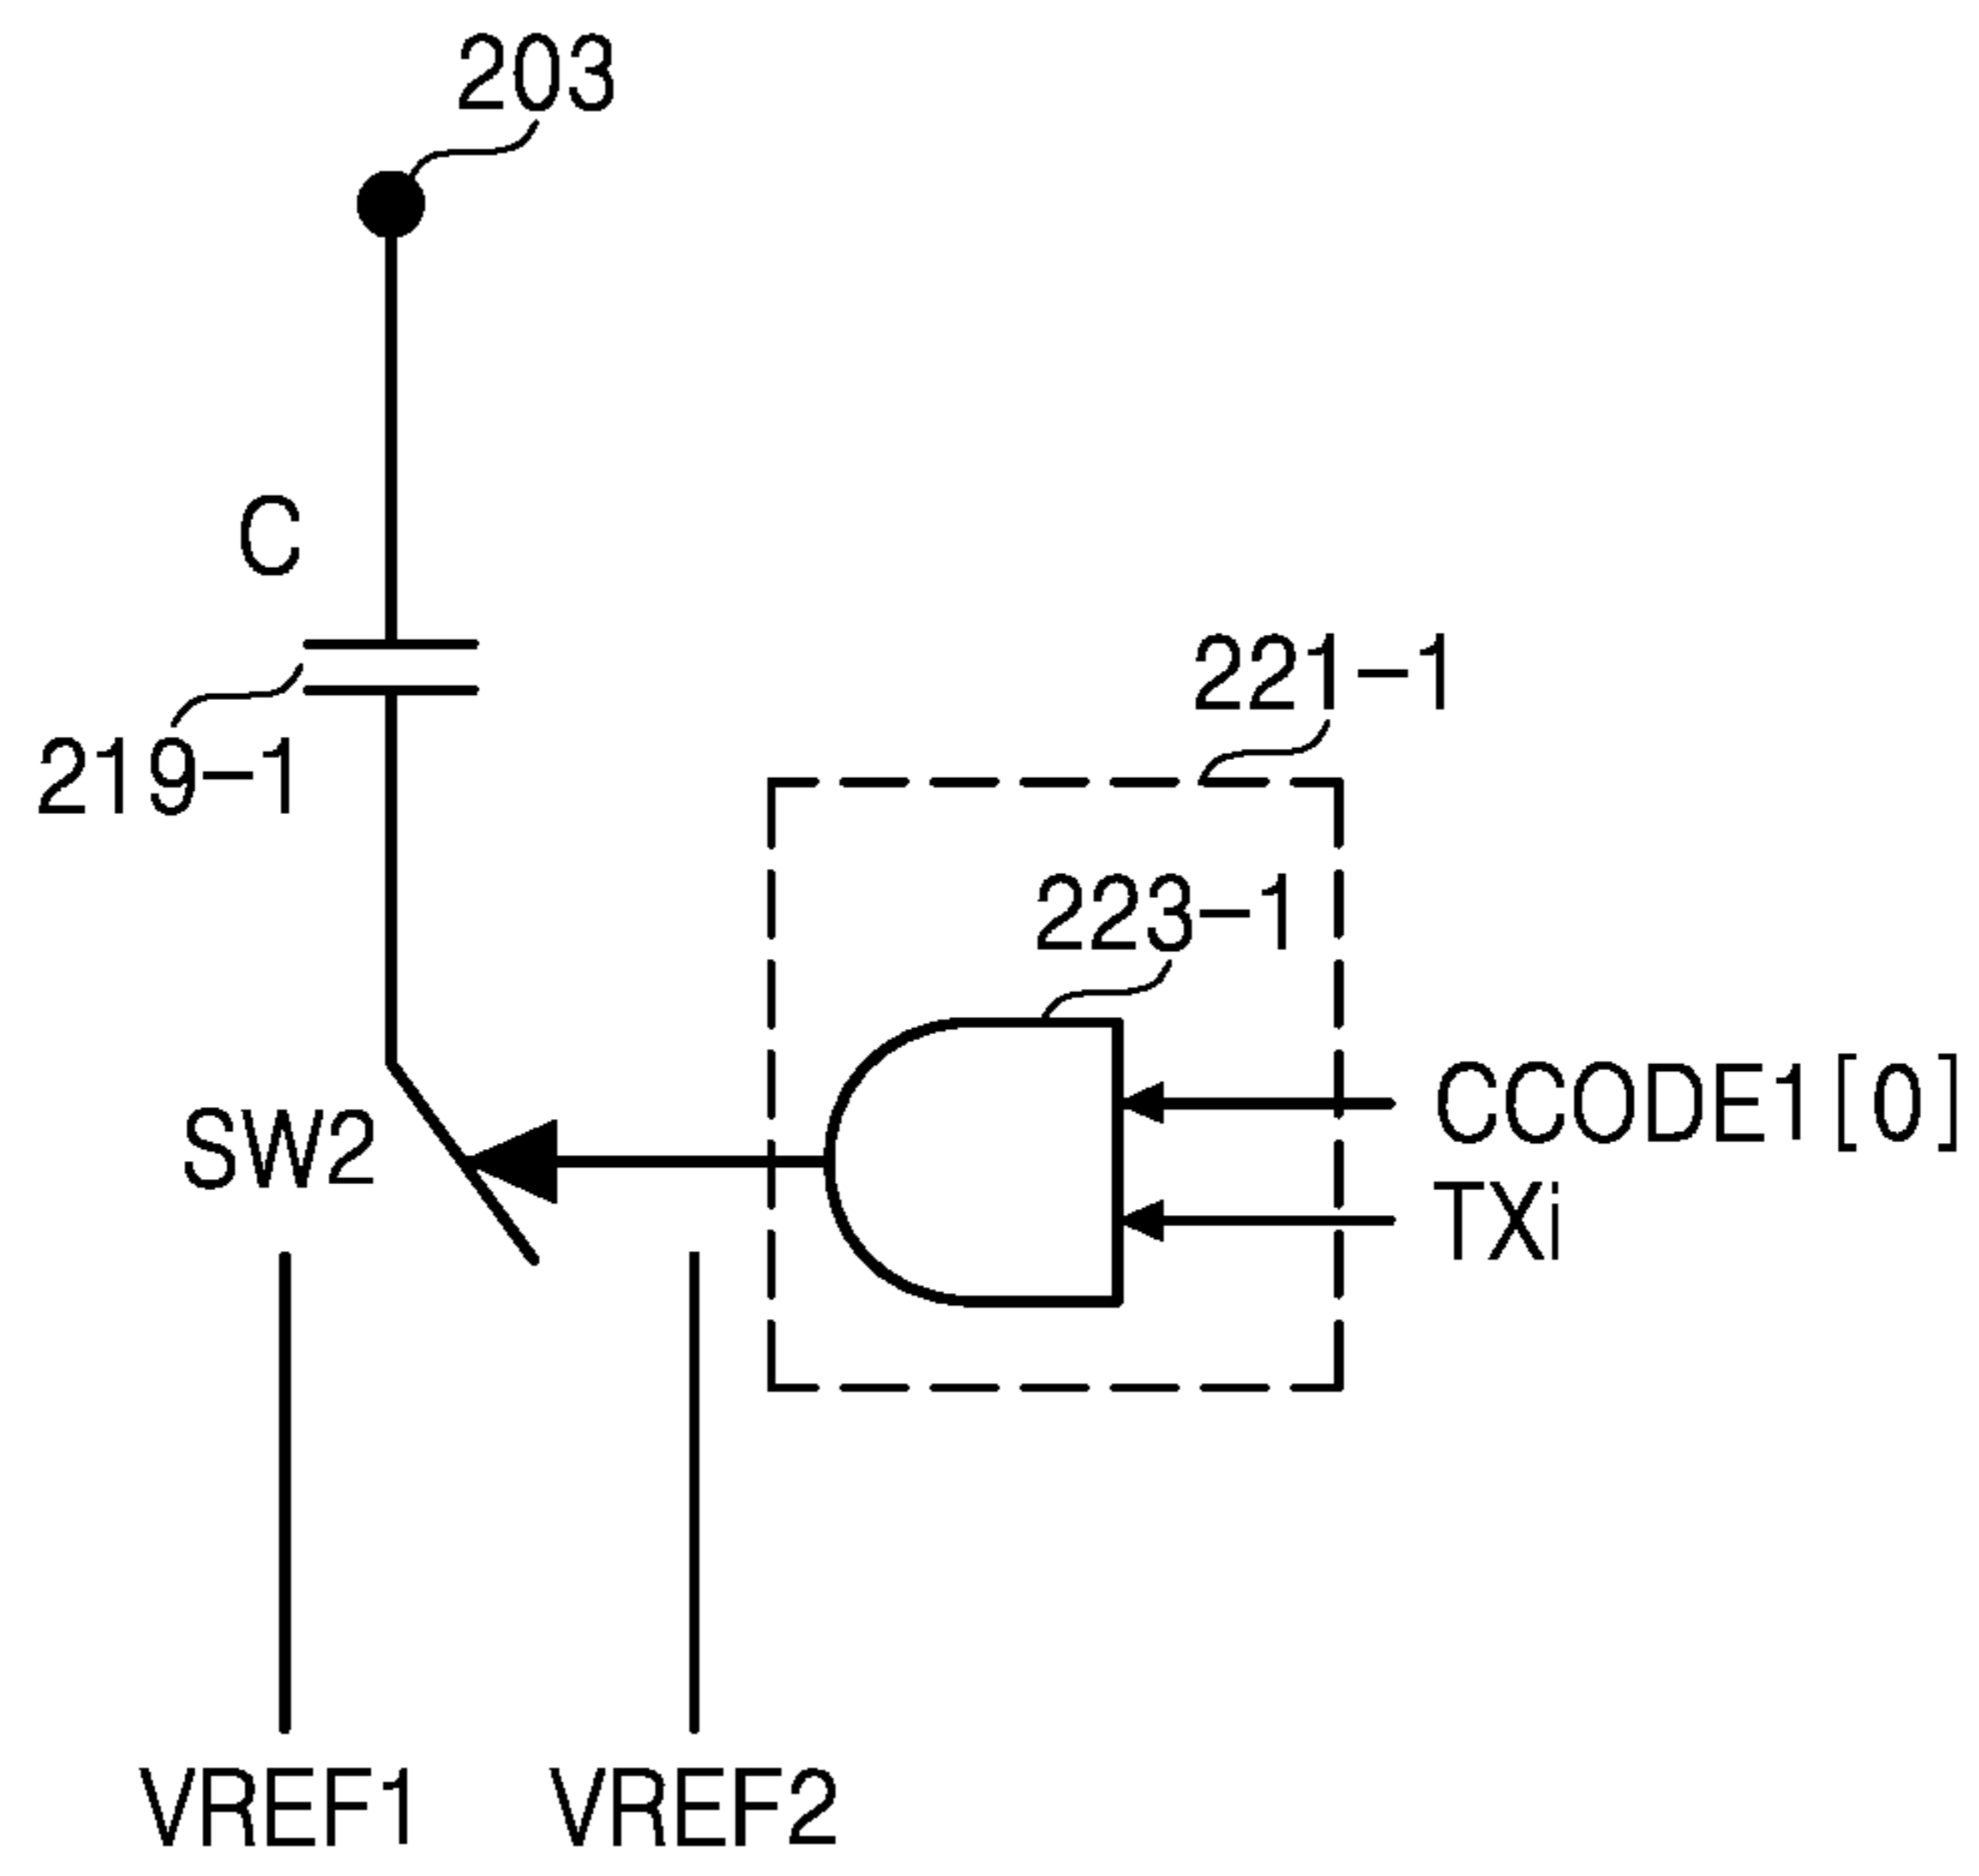 203
C
219-1
221-1
223-1
CCODE1[0]
TXi
SW2
VREF1
VREF2